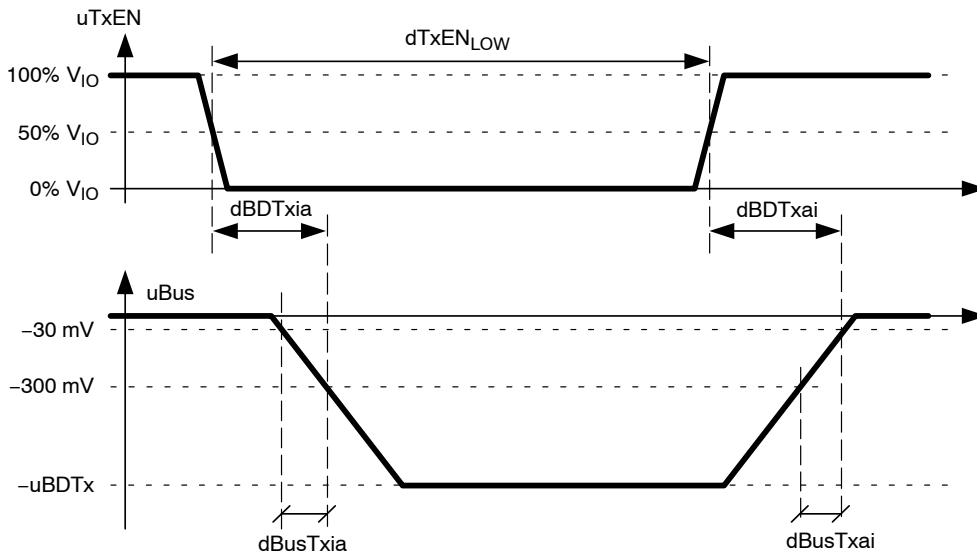 uTxEN
dTxEN_LOW
100% V_IO
50% V_IO
0% V_IO
dBDTxia
dBDTxai
uBus
−30 mV
−300 mV
−uBDTx
dBusTxia
dBusTxai